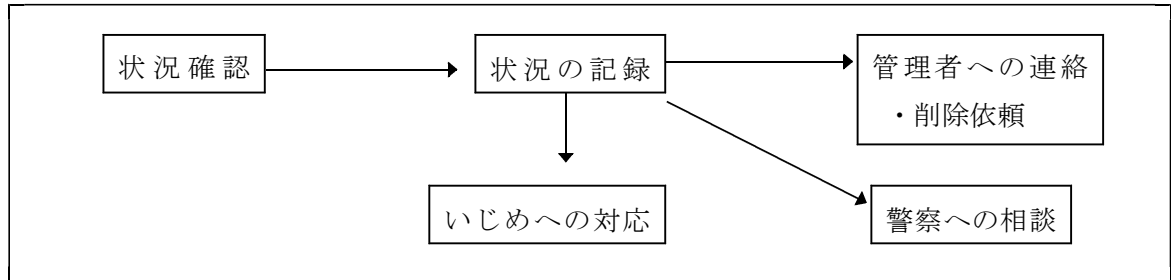 状況確認
状況の記録
管理者への連絡
・削除依頼
いじめへの対応
警察への相談